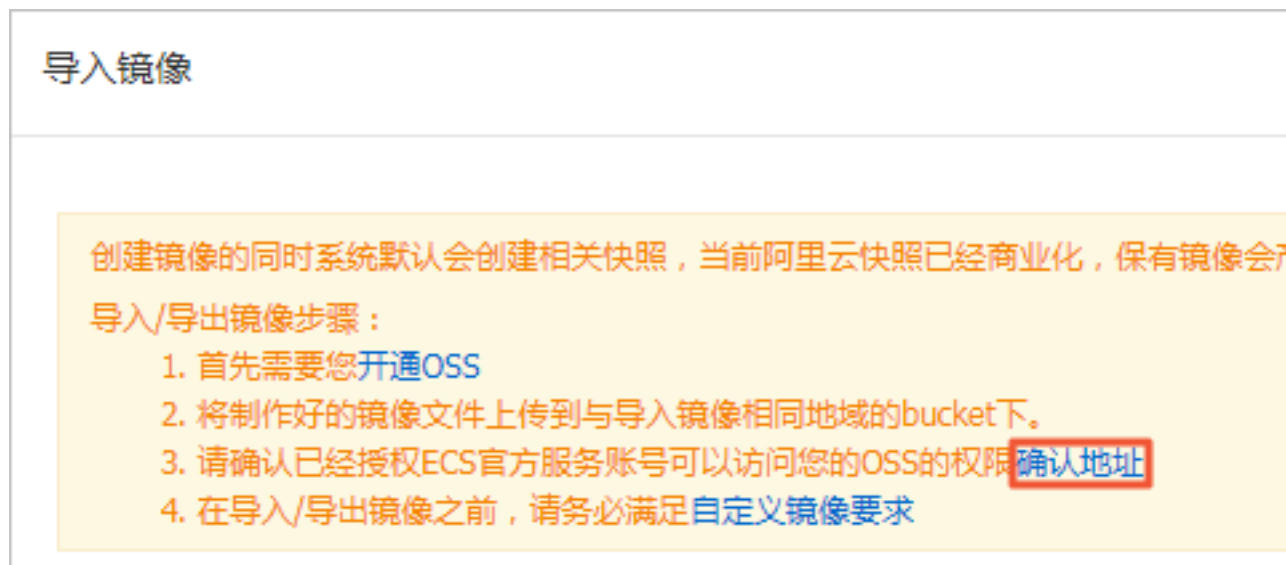 导入镜像
创建镜像的同时系统默认会创建相关快照，当前阿里云快照已经商业化，保有镜像会
导入/导出镜像步骤：
1. 首先需要您开通OSS
2. 将制作好的镜像文件上传到与导入镜像相同地域的bucket下。
3. 请确认已经授权ECS官方服务账号可以访问您的OSS的权限确认地址
4. 在导入/导出镜像之前，请务必满足自定义镜像要求